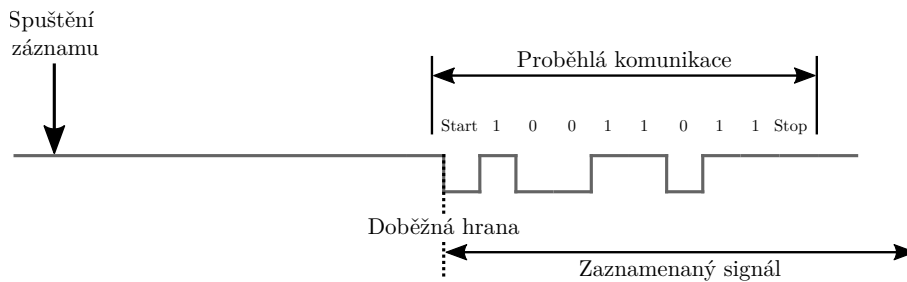 Spuštění
záznamu
Proběhlá komunikace
Start 1 0 0 1 1 0 1 1 Stop
Doběžná hrana
Zaznamenaný signál